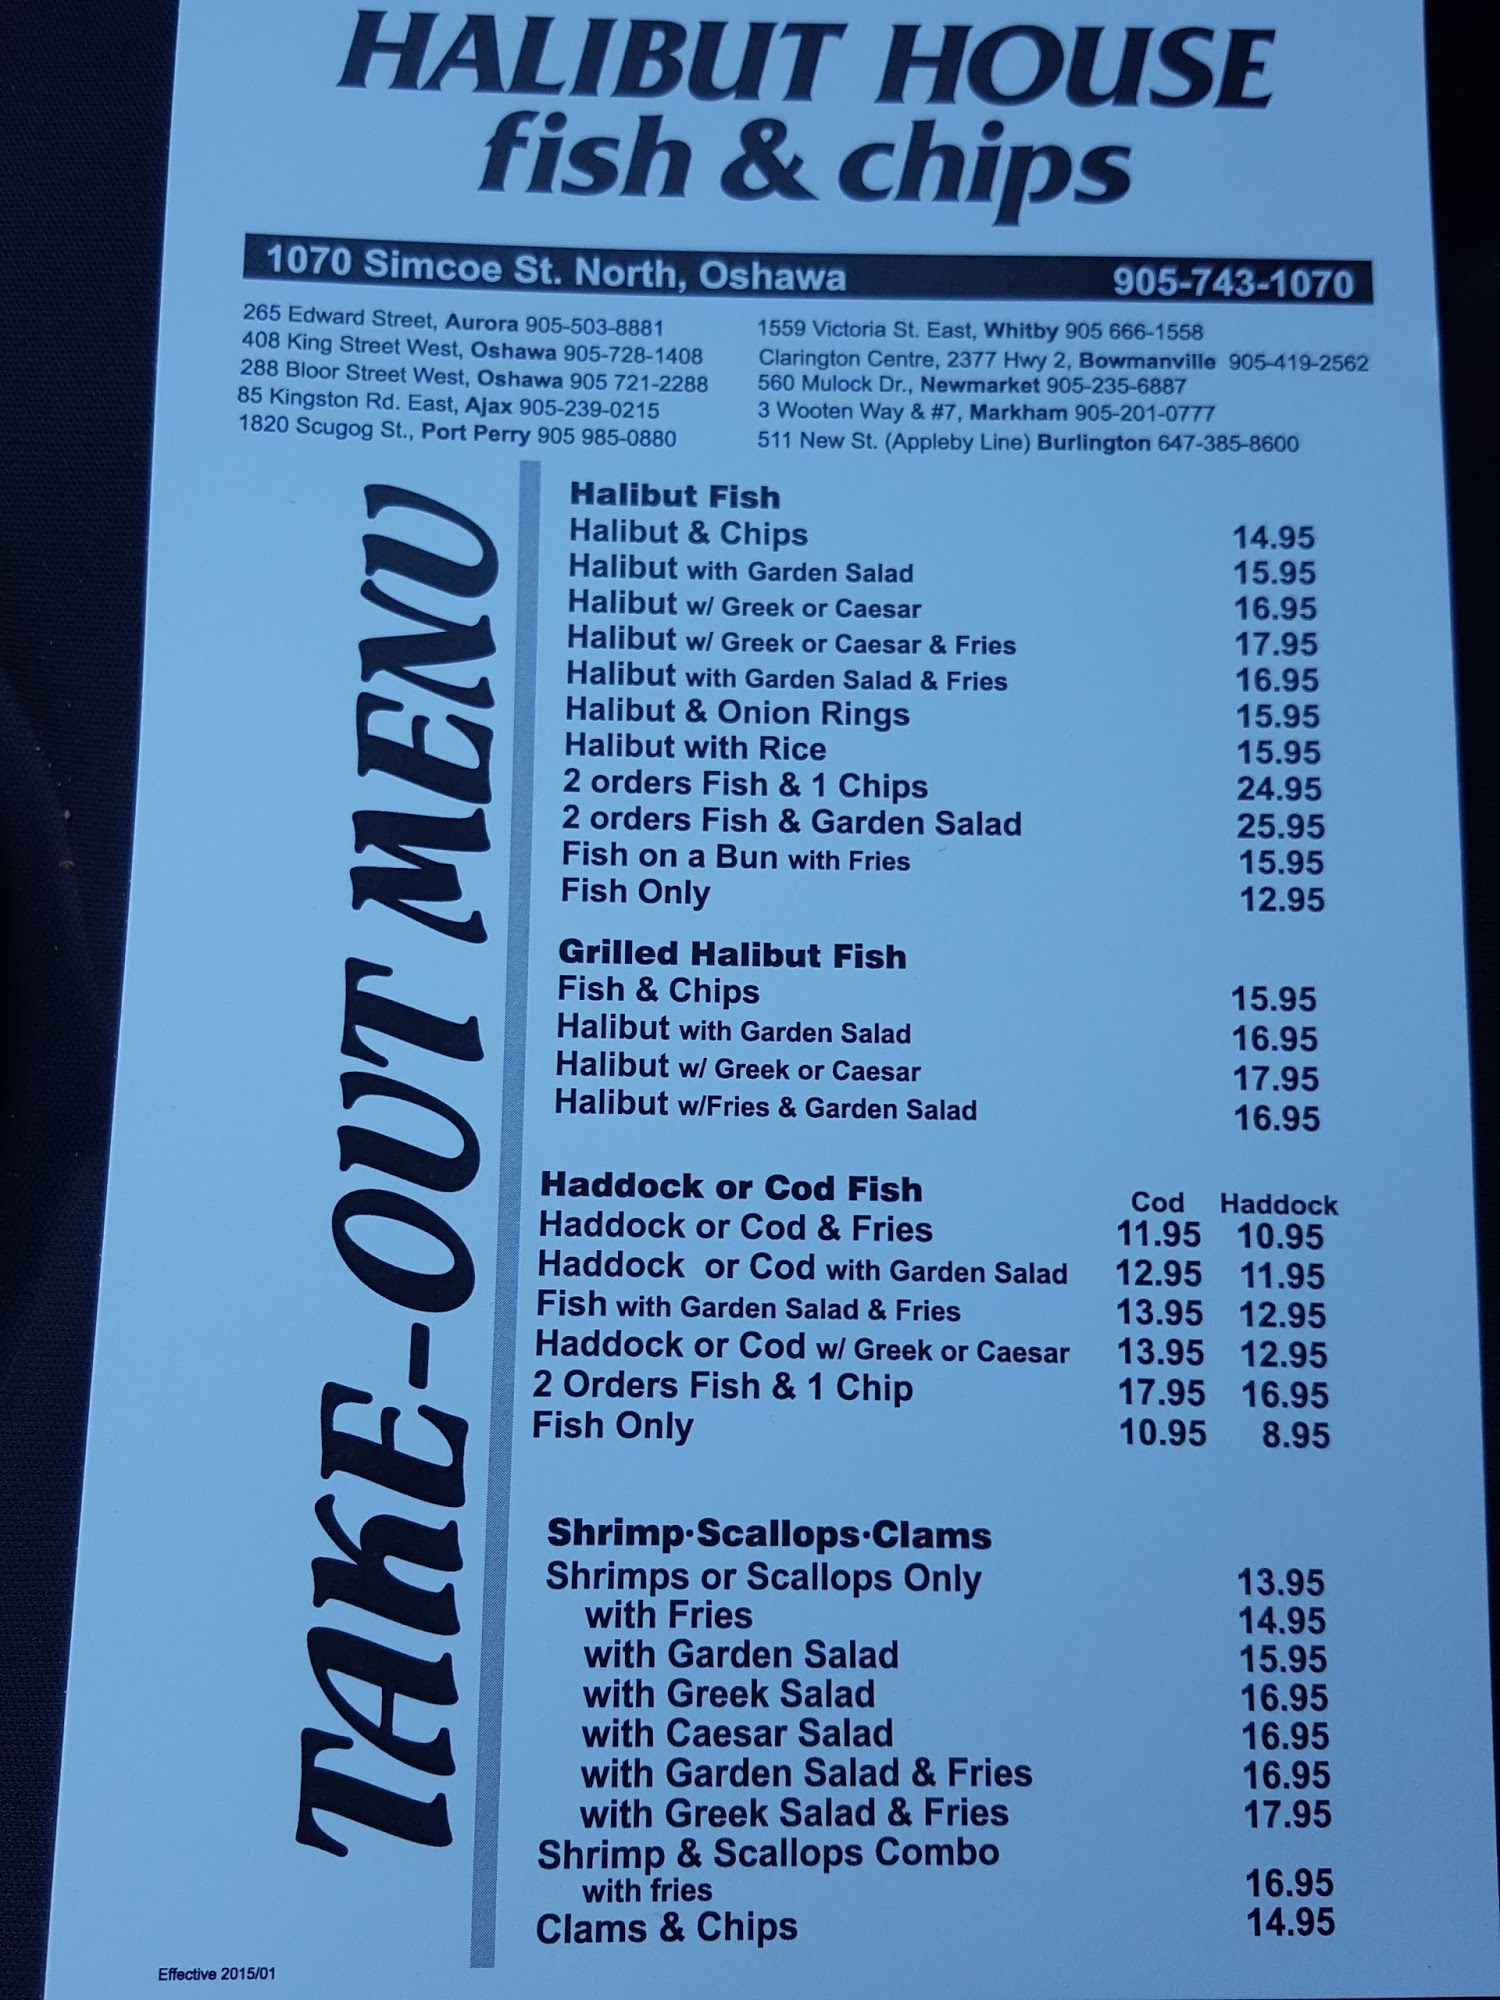 HALIBUT HOUSE
fish & chips
1070 Simcoe St. North, Oshawa 905-743-1070
265 Edward Street, Aurora 905-503-8881
408 King Street West, Oshawa 905-728-1408
288 Bloor Street West, Oshawa 905 721-2288
85 Kingston Rd. East, Ajax 905-239-0215
1820 Scugog St., Port Perry 905 985-0880
1559 Victoria St. East, Whitby 905 666-1558
Clarington Centre, 2377 Hwy 2, Bowmanville 905-419-2562
560 Mulock Dr., Newmarket 905-235-6887
3 Wooten Way & #7, Markham 905-201-0777
511 New St. (Appleby Line) Burlington 647-385-8600
TAKE-OUT MENU
Halibut Fish
Halibut & Chips 14.95
Halibut with Garden Salad 15.95
Halibut w/ Greek or Caesar 16.95
Halibut w/ Greek or Caesar & Fries 17.95
Halibut with Garden Salad & Fries 16.95
Halibut & Onion Rings 15.95
Halibut with Rice 15.95
2 orders Fish & 1 Chips 24.95
2 orders Fish & Garden Salad 25.95
Fish on a Bun with Fries 15.95
Fish Only 12.95
Grilled Halibut Fish
Fish & Chips 15.95
Halibut with Garden Salad 16.95
Halibut w/ Greek or Caesar 17.95
Halibut w/Fries & Garden Salad 16.95
Haddock or Cod Fish Cod Haddock
Haddock or Cod & Fries 11.95 10.95
Haddock or Cod with Garden Salad 12.95 11.95
Fish with Garden Salad & Fries 13.95 12.95
Haddock or Cod w/ Greek or Caesar 13.95 12.95
2 Orders Fish & 1 Chip 17.95 16.95
Fish Only 10.95 8.95
Shrimp·Scallops·Clams
Shrimps or Scallops Only 13.95
with Fries 14.95
with Garden Salad 15.95
with Greek Salad 16.95
with Caesar Salad 16.95
with Garden Salad & Fries 16.95
with Greek Salad & Fries 17.95
Shrimp & Scallops Combo
with fries 16.95
Clams & Chips 14.95
Effective 2015/01